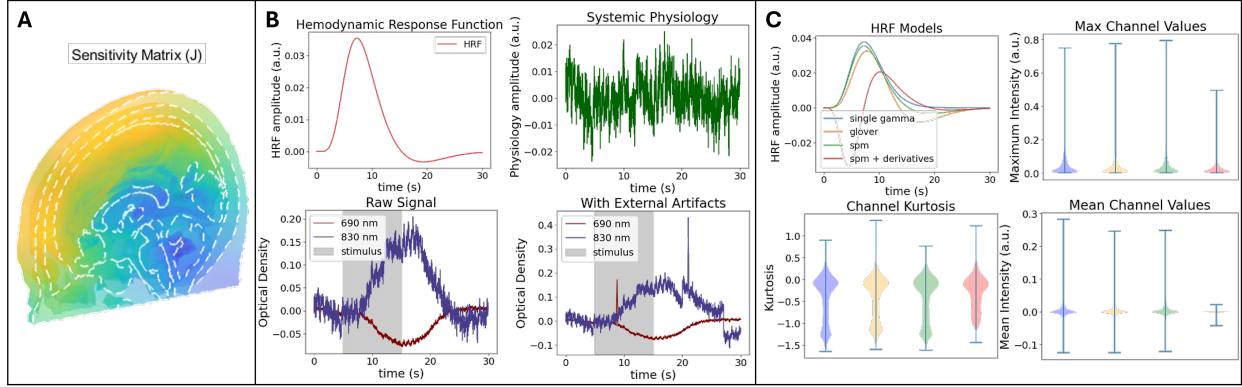 A
Sensitivity Matrix (J)
B
Hemodynamic Response Function
HRF amplitude (a.u.)
0.03
0.02
0.01
0.00
HRF
0
10
20
30
time (s)
Systemic Physiology
Physiology amplitude (a.u.)
0.02
0.01
0.00
-0.01
-0.02
0
10
20
30
time (s)
Raw Signal
Optical Density
0.20
0.15
0.10
0.05
0.00
-0.05
690 nm
830 nm
stimulus
0
10
20
30
time (s)
With External Artifacts
Optical Density
0.4
0.3
0.2
0.1
0.0
-0.1
690 nm
830 nm
stimulus
0
10
20
30
time (s)
C
HRF Models
HRF amplitude (a.u.)
0.04
0.02
0.00
-0.02
single gamma
glover
spm
spm + derivatives
0
10
20
30
time (s)
Max Channel Values
Maximum Intensity (a.u.)
0.8
0.6
0.4
0.2
0.0
Channel Kurtosis
Kurtosis
1.0
0.5
0.0
-0.5
-1.0
-1.5
Mean Channel Values
Mean Intensity (a.u.)
0.3
0.2
0.1
0.0
-0.1